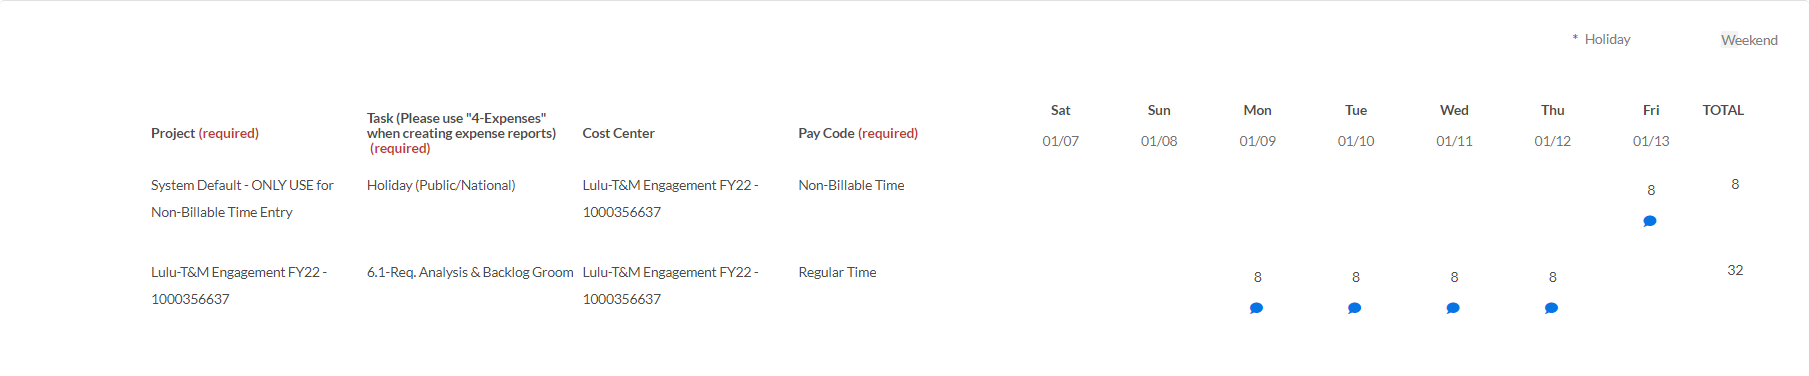 * Holiday Weekend
Sat Sun Mon Tue Wed Thu Fri TOTAL
Task (Please use "4-Expenses"
Project (required) when creating expense reports) Cost Center Pay Code (required)
(required)
01/07 01/08 01/09 01/10 01/11 01/12 01/13
System Default - ONLY USE for Holiday (Public/National) Lulu-T&M Engagement FY22 - Non-Billable Time 8 8
Non-Billable Time Entry 1000356637
Lulu-T&M Engagement FY22 - 6.1-Req. Analysis & Backlog Groom Lulu-T&M Engagement FY22 - Regular Time 8 8 8 8 32
1000356637 1000356637